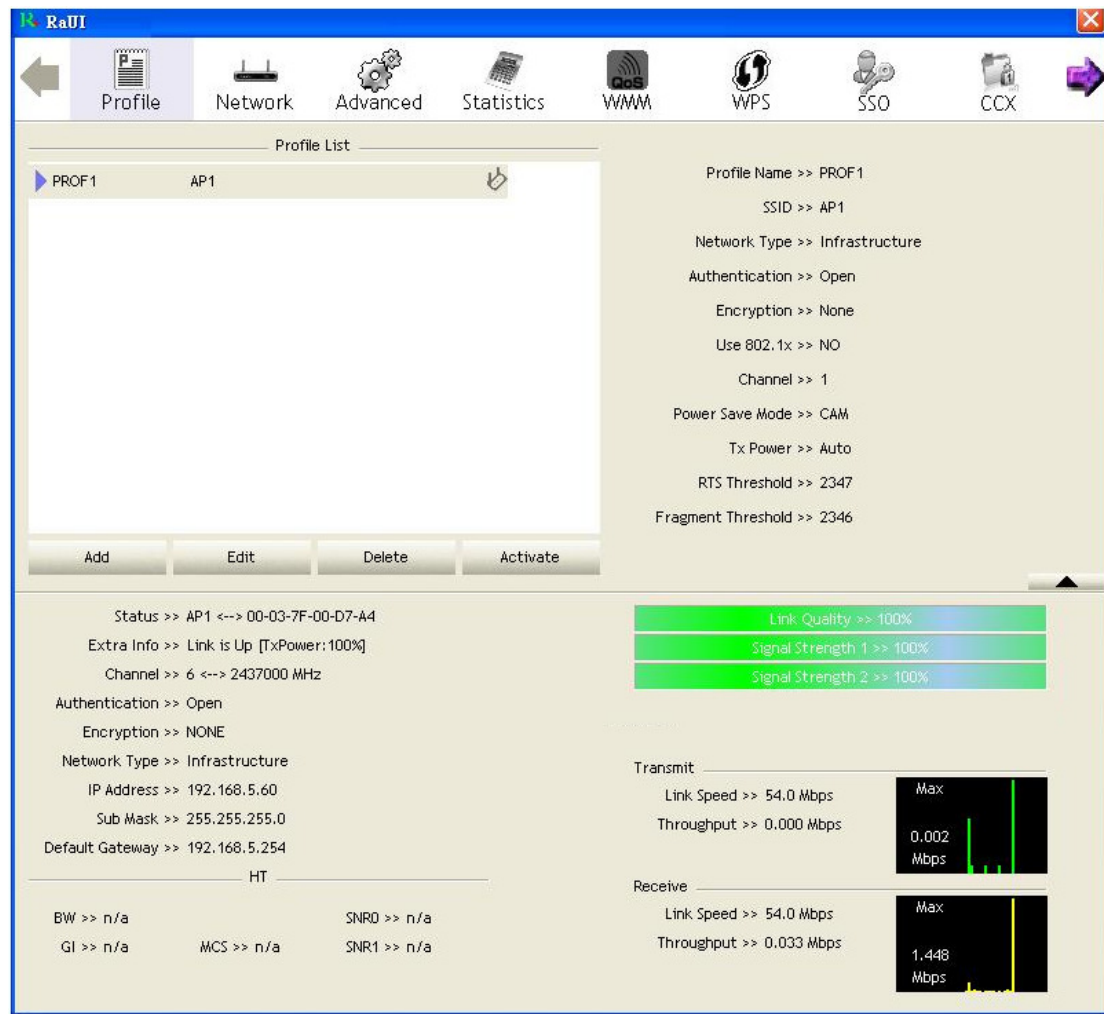 RaUI
Profile Network Advanced Statistics QoS WMM WPS SSO CCX
Profile List
PROF1 AP1
Profile Name >> PROF1
SSID >> AP1
Network Type >> Infrastructure
Authentication >> Open
Encryption >> None
Use 802.1x >> NO
Channel >> 1
Power Save Mode >> CAM
Tx Power >> Auto
RTS Threshold >> 2347
Fragment Threshold >> 2346
Add Edit Delete Activate
Status >> AP1 <--> 00-03-7F-00-D7-A4
Extra Info >> Link is Up [TxPower:100%]
Channel >> 6 <--> 2437000 MHz
Authentication >> Open
Encryption >> NONE
Network Type >> Infrastructure
IP Address >> 192.168.5.60
Sub Mask >> 255.255.255.0
Default Gateway >> 192.168.5.254
HT
BW >> n/a SNR0 >> n/a
GI >> n/a MCS >> n/a SNR1 >> n/a
Link Quality >> 100%
Signal Strength 1 >> 100%
Signal Strength 2 >> 100%
Transmit
Link Speed >> 54.0 Mbps
Throughput >> 0.000 Mbps
Max
0.002
Mbps
Receive
Link Speed >> 54.0 Mbps
Throughput >> 0.033 Mbps
Max
1.448
Mbps